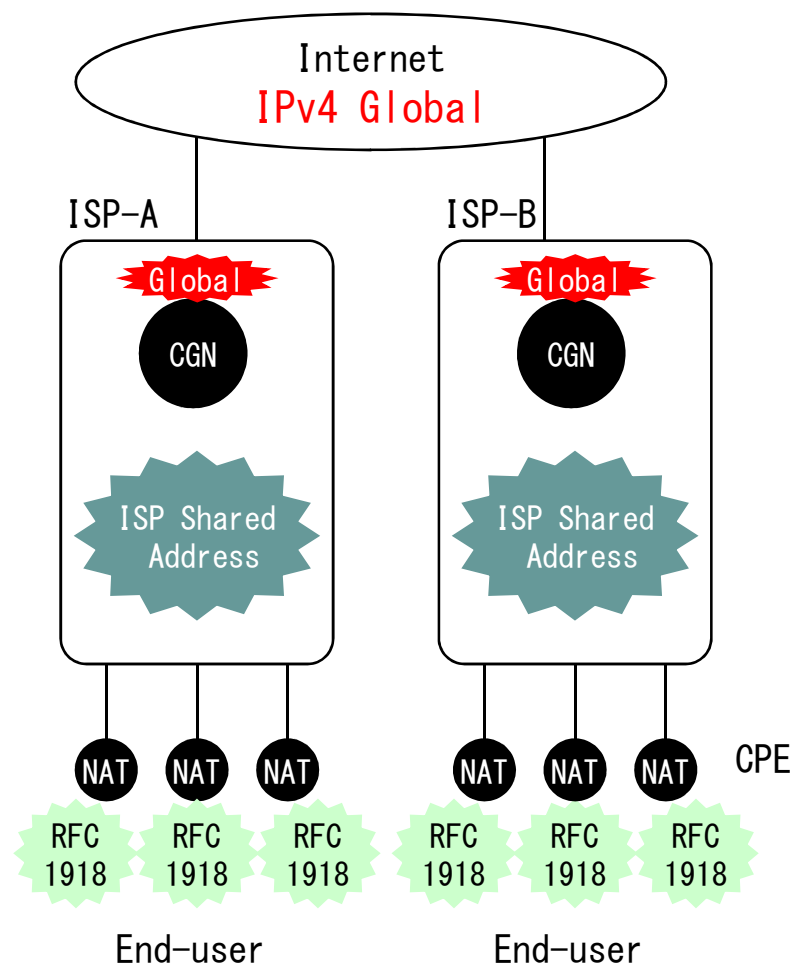 Internet
IPv4 Global
ISP-A
ISP-B
Global
Global
CGN
CGN
ISP Shared
Address
ISP Shared
Address
NAT
NAT
NAT
NAT
NAT
NAT
CPE
RFC
1918
RFC
1918
RFC
1918
RFC
1918
RFC
1918
RFC
1918
End-user
End-user